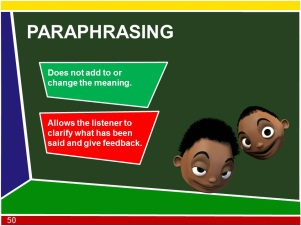 PARAPHRASING
Does not add to or
change the meaning.
Allows the listener to
clarify what has been
said and give feedback.
50